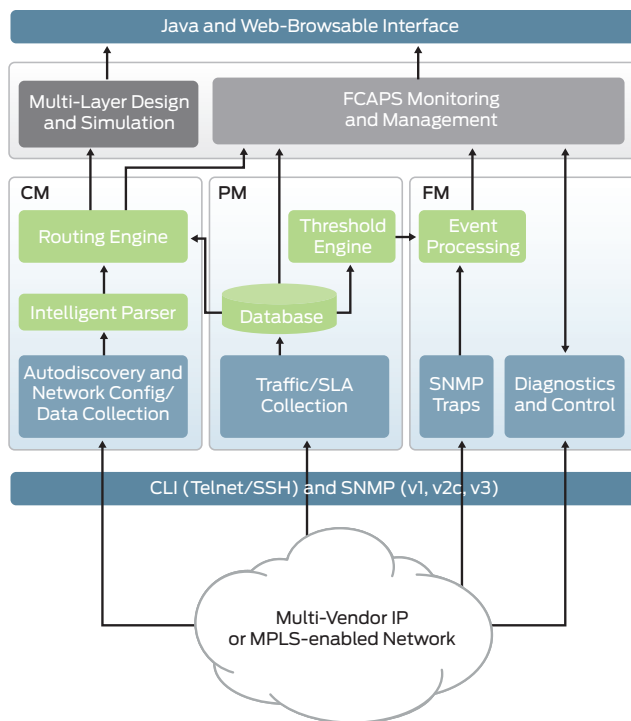 Java and Web-Browsable Interface
Multi-Layer Design
and Simulation
FCAPS Monitoring
and Management
CM
PM
FM
Routing Engine
Threshold
Engine
Event
Processing
Intelligent Parser
Database
Autodiscovery and
Network Config/
Data Collection
Traffic/SLA
Collection
SNMP
Traps
Diagnostics
and Control
CLI (Telnet/SSH) and SNMP (v1, v2c, v3)
Multi-Vendor IP
or MPLS-enabled Network